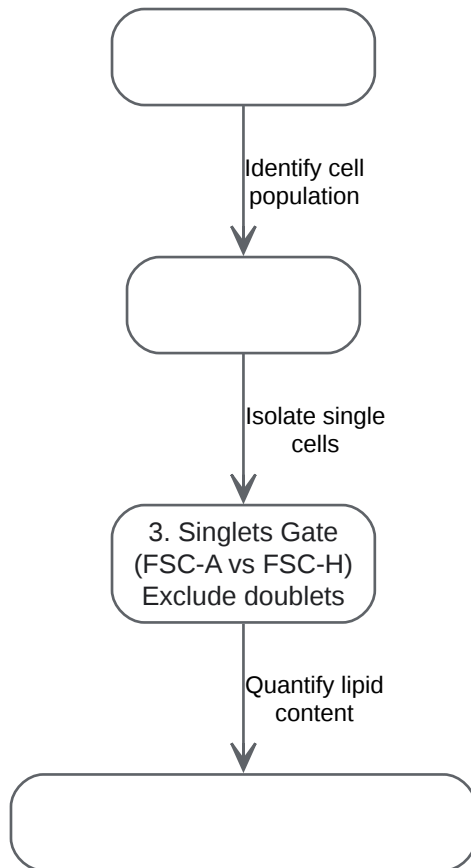 Identify cell
population
Isolate single
cells
3. Singlets Gate
(FSC-A vs FSC-H)
Exclude doublets
Quantify lipid
content